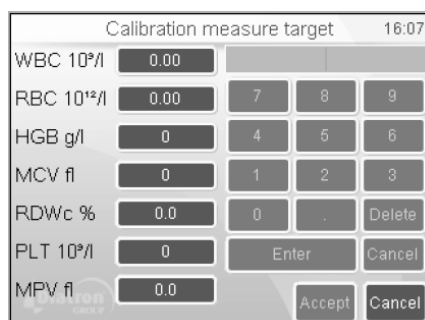 Calibration measure target 16:07
WBC 10⁹/l 0.00
RBC 10¹²/l 0.00 7 8 9
HGB g/l 0 4 5 6
MCV fl 0 1 2 3
RDWc % 0.0 0 . Delete
PLT 10⁹/l 0 Enter Cancel
MPV fl 0.0 Accept Cancel
diatron
GROUP